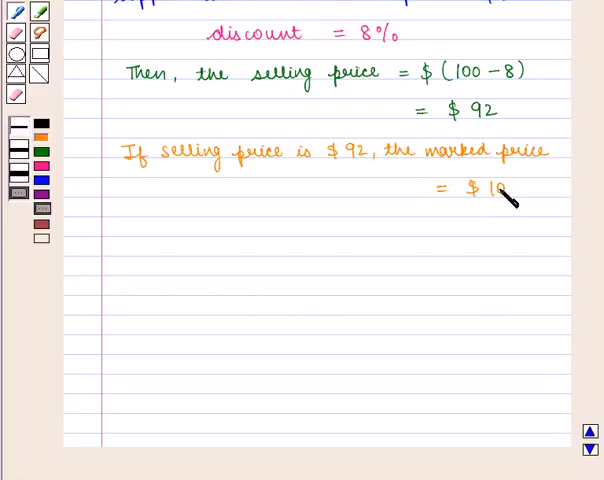 discount = 8%
Then, the selling price = $ (100 - 8)
= $ 92
If selling price is $ 92, the marked price
= $ 10